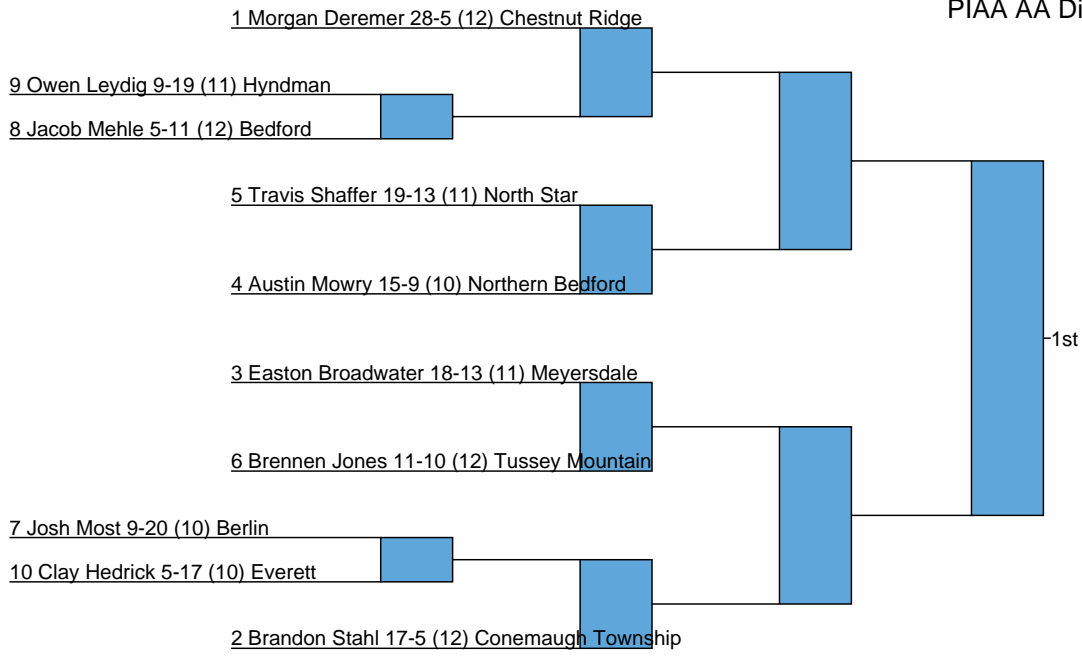 PIAA AA Di
1 Morgan Deremer 28-5 (12) Chestnut Ridge
9 Owen Leydig 9-19 (11) Hyndman
8 Jacob Mehle 5-11 (12) Bedford
5 Travis Shaffer 19-13 (11) North Star
4 Austin Mowry 15-9 (10) Northern Bedford
1st
3 Easton Broadwater 18-13 (11) Meyersdale
6 Brennen Jones 11-10 (12) Tussey Mountain
7 Josh Most 9-20 (10) Berlin
10 Clay Hedrick 5-17 (10) Everett
2 Brandon Stahl 17-5 (12) Conemaugh Township